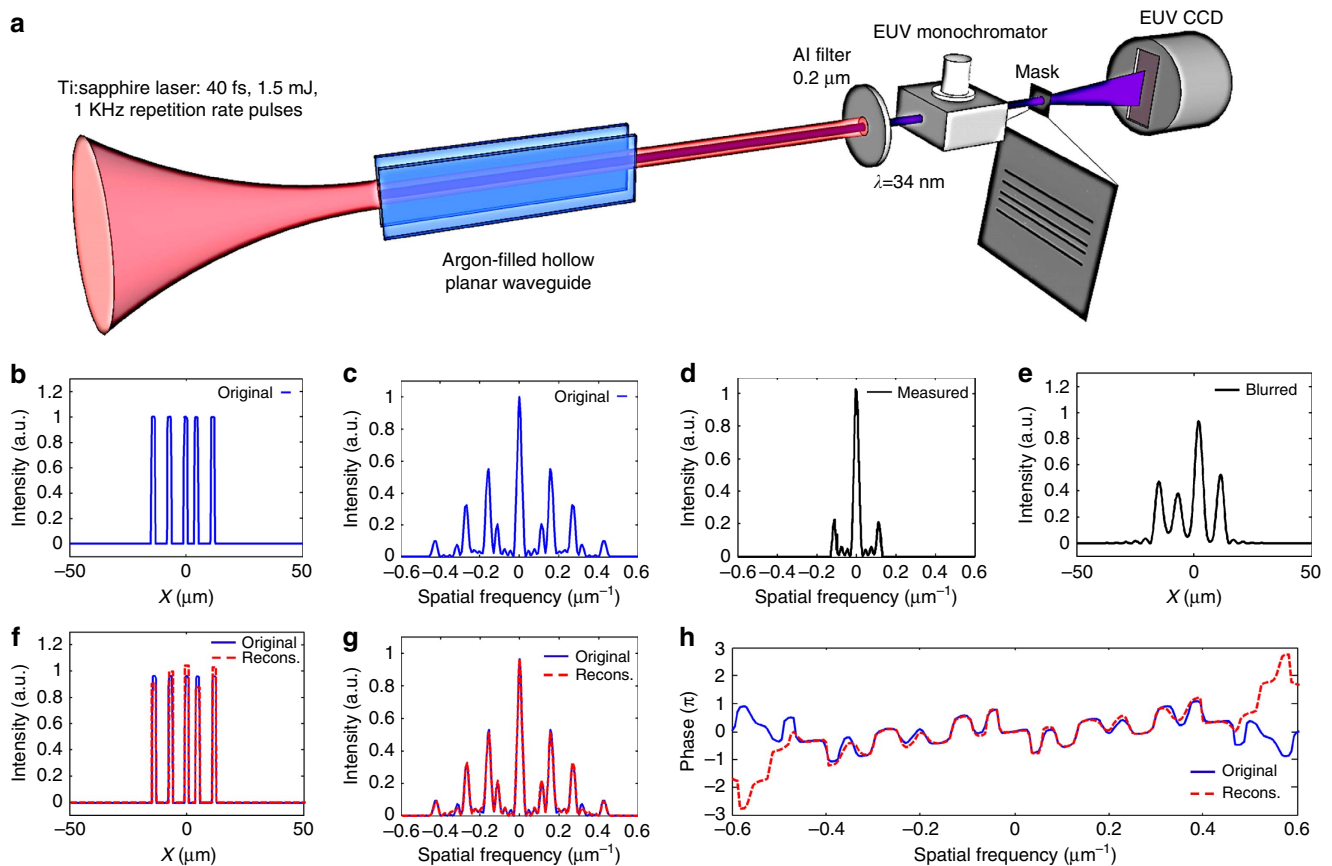 a
Ti:sapphire laser: 40 fs, 1.5 mJ,
1 KHz repetition rate pulses
Argon-filled hollow
planar waveguide
Al filter
0.2 μm
EUV monochromator
λ=34 nm
Mask
EUV CCD
b
Intensity (a.u.)
1.2
1
0.8
0.6
0.4
0.2
0
−50
0
50
X (μm)
Original
c
Intensity (a.u.)
1
0.8
0.6
0.4
0.2
0
−0.6
−0.4
−0.2
0
0.2
0.4
0.6
Spatial frequency (μm⁻¹)
Original
d
Intensity (a.u.)
1
0.8
0.6
0.4
0.2
0
−0.6
−0.4
−0.2
0
0.2
0.4
0.6
Spatial frequency (μm⁻¹)
Measured
e
Intensity (a.u.)
1.2
1
0.8
0.6
0.4
0.2
0
−50
0
50
X (μm)
Blurred
f
Intensity (a.u.)
1.2
1
0.8
0.6
0.4
0.2
0
−50
0
50
X (μm)
Original
Recons.
g
Intensity (a.u.)
1
0.8
0.6
0.4
0.2
0
−0.6
−0.4
−0.2
0
0.2
0.4
0.6
Spatial frequency (μm⁻¹)
Original
Recons.
h
Phase (π)
3
2
1
0
−1
−2
−3
−0.6
−0.4
−0.2
0
0.2
0.4
0.6
Spatial frequency (μm⁻¹)
Original
Recons.